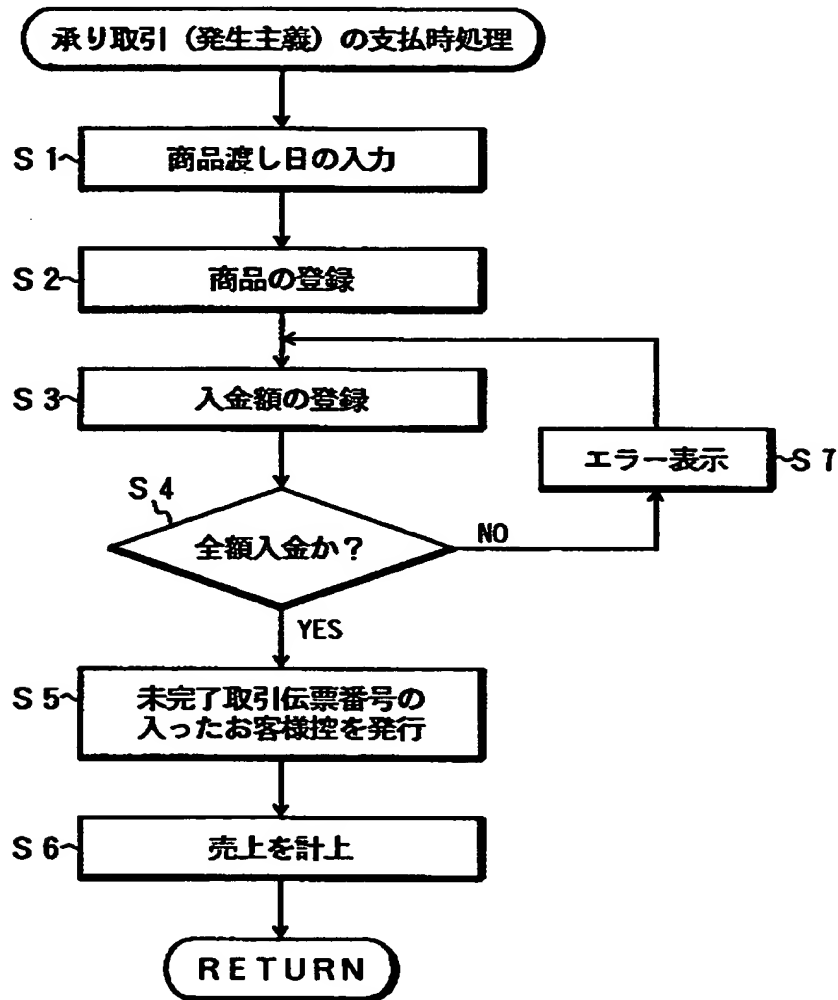 承り取引（発生主義）の支払時処理
S1 商品渡し日の入力
S2 商品の登録
S3 入金額の登録
エラー表示 S7
S4
全額入金か？
NO
YES
S5 未完了取引伝票番号の
入ったお客様控を発行
S6 売上を計上
RETURN